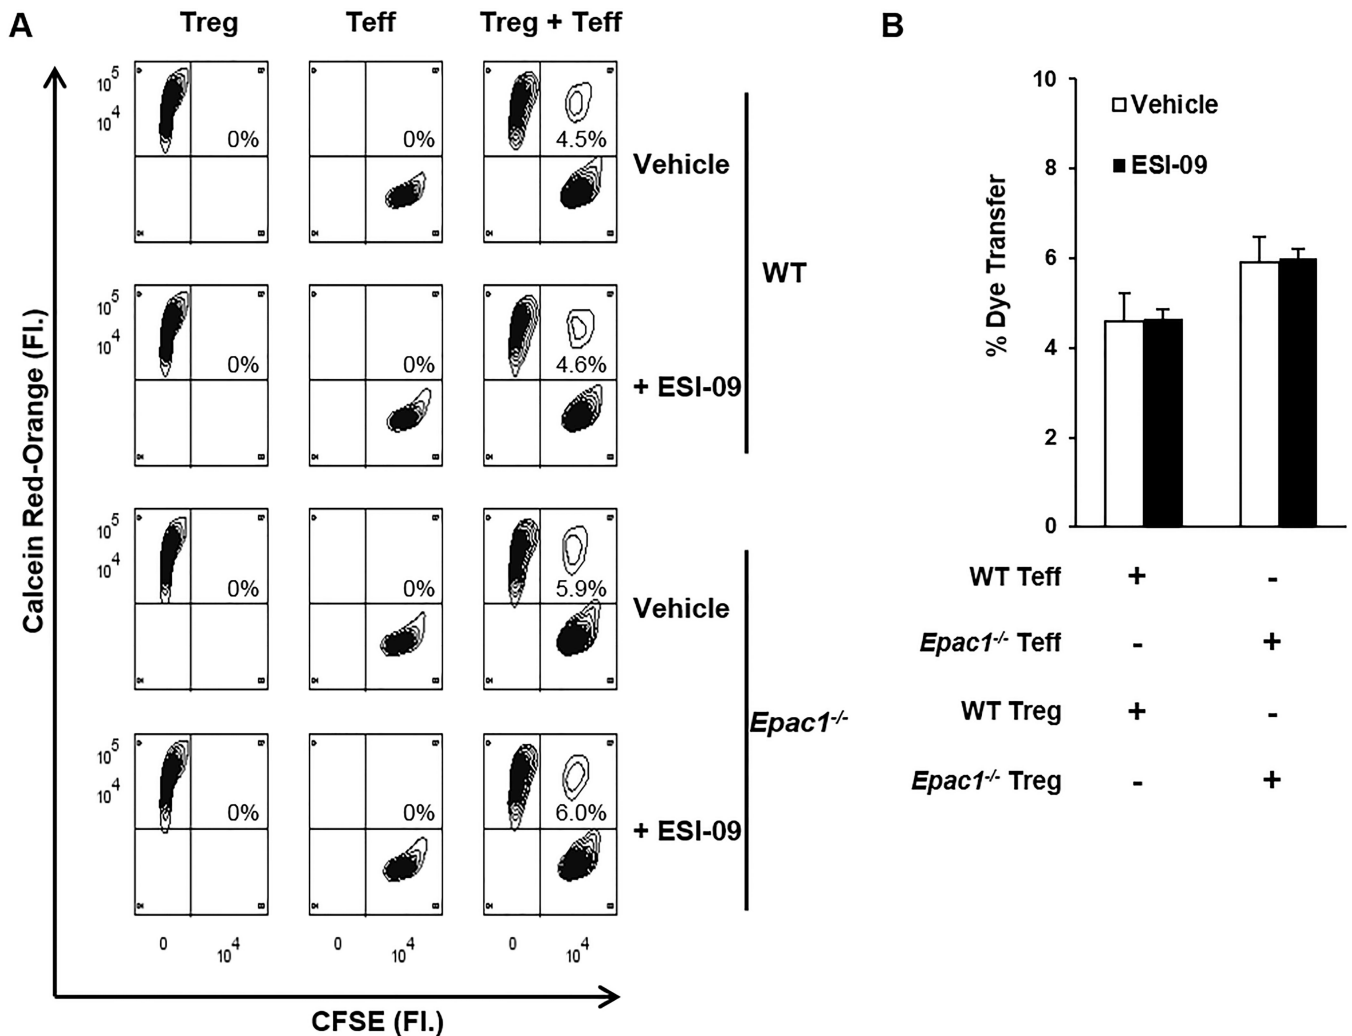 A
Treg Teff Treg + Teff
10^5
10^4
0% 0% 4.5%
Vehicle
WT
10^5
10^4
0% 0% 4.6%
+ ESI-09
10^5
10^4
0% 0% 5.9%
Vehicle
Epac1-/-
10^5
10^4
0% 0% 6.0%
+ ESI-09
0 10^4 0 10^4 0 10^4
Calcein Red-Orange (Fl.)
CFSE (Fl.)
B
10
8
6
4
2
0
% Dye Transfer
Vehicle
ESI-09
WT Teff + -
Epac1-/- Teff - +
WT Treg + -
Epac1-/- Treg - +